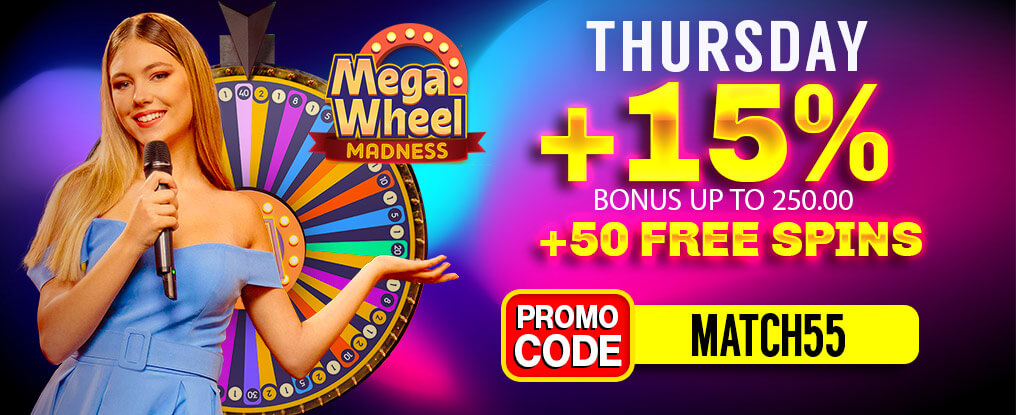 Mega
Wheel
MADNESS
THURSDAY
+15%
BONUS UP TO 250.00
+50 FREE SPINS
PROMO
CODE
MATCH55